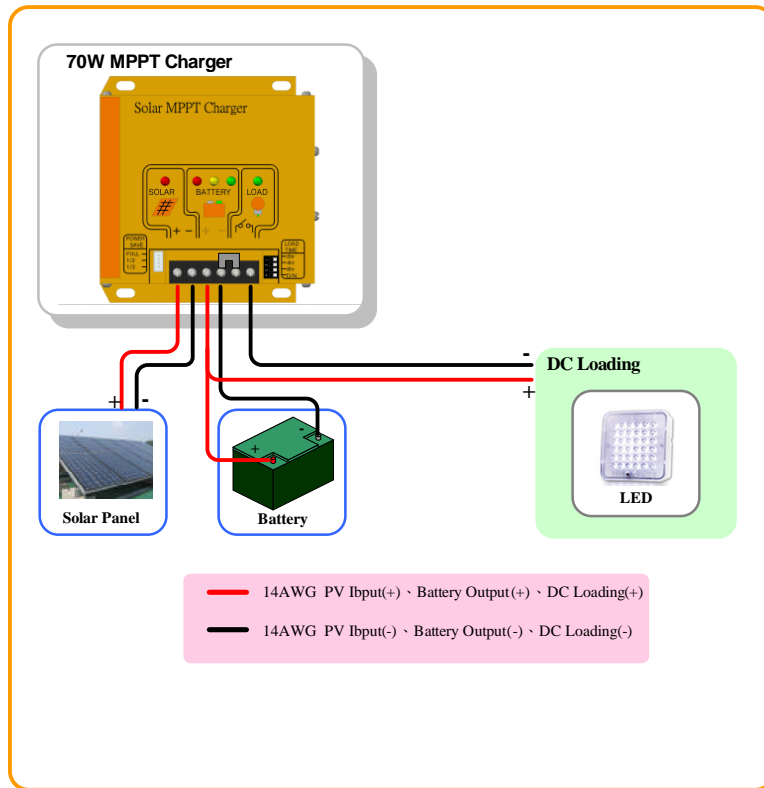 70W MPPT Charger
Solar MPPT Charger
SOLAR BATTERY LOAD
+ - + -
POWER SAVE
FULL
1/2
1/3
LOAD TIME
- DC Loading
+
+ -
+ -
LED
Solar Panel
Battery
14AWG PV Ibput(+)、Battery Output(+)、DC Loading(+)
14AWG PV Ibput(-)、Battery Output(-)、DC Loading(-)